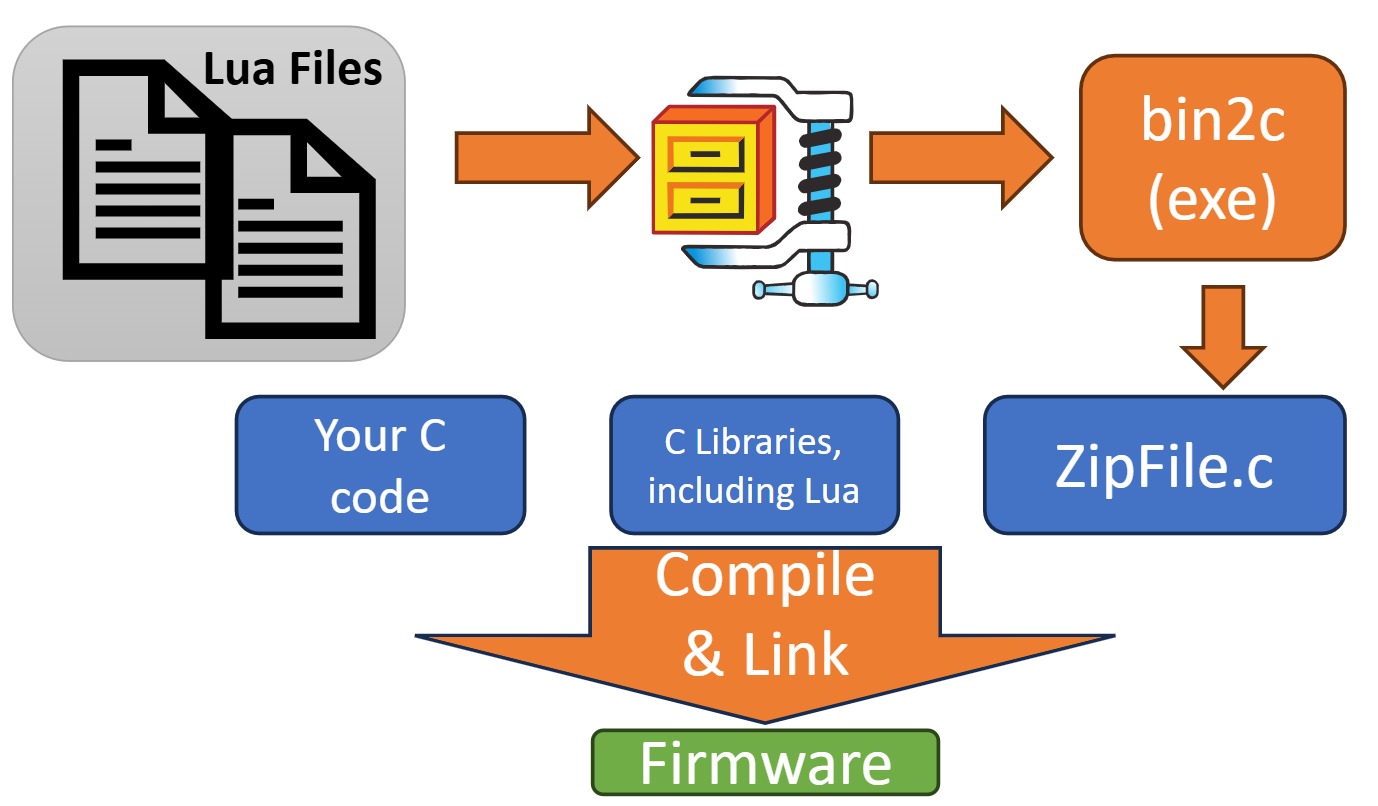 Lua Files
bin2c
(exe)
Your C
code
C Libraries,
including Lua
ZipFile.c
Compile
& Link
Firmware